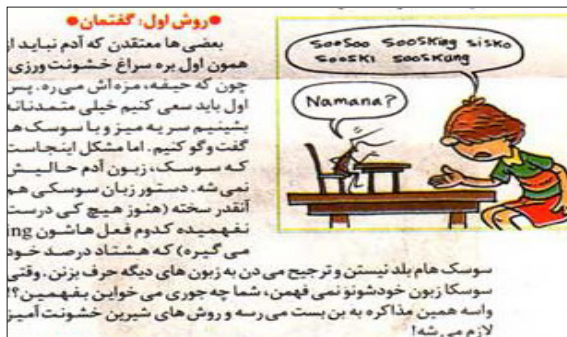 ●روش اول: گفتمان●
بعضی ها معتقدن که آدم نباید از
همون اول بره سراغ خشونت ورزی
چون که حیفه، مزه اش می ره. پس
اول باید سعی کنیم خیلی متمدنانه
بشینیم سر یه میز و با سوسک ها
گفت و گو کنیم. اما مشکل اینجاست
که سوسک، زبون آدم حالیش
نمی شه. دستور زبان سوسکی هم
آنقدر سخته (هنوز هیچ کی درست
نفهمیده کدوم فعل هاشون ing
می گیره) که هشتاد درصد خود
سوسک هام بلد نیستن و ترجیح می دن به زبون های دیگه حرف بزنن. وقتی
سوسکا زبون خودشونو نمی فهمن، شما چه جوری می خواین بفهمین؟!
واسه همین مذاکره به بن بست می رسه و روش های شیرین خشونت آمیز
لازم می شه!
SooSoo SooSKing sisko
SooSKi SooSKung
Namana?